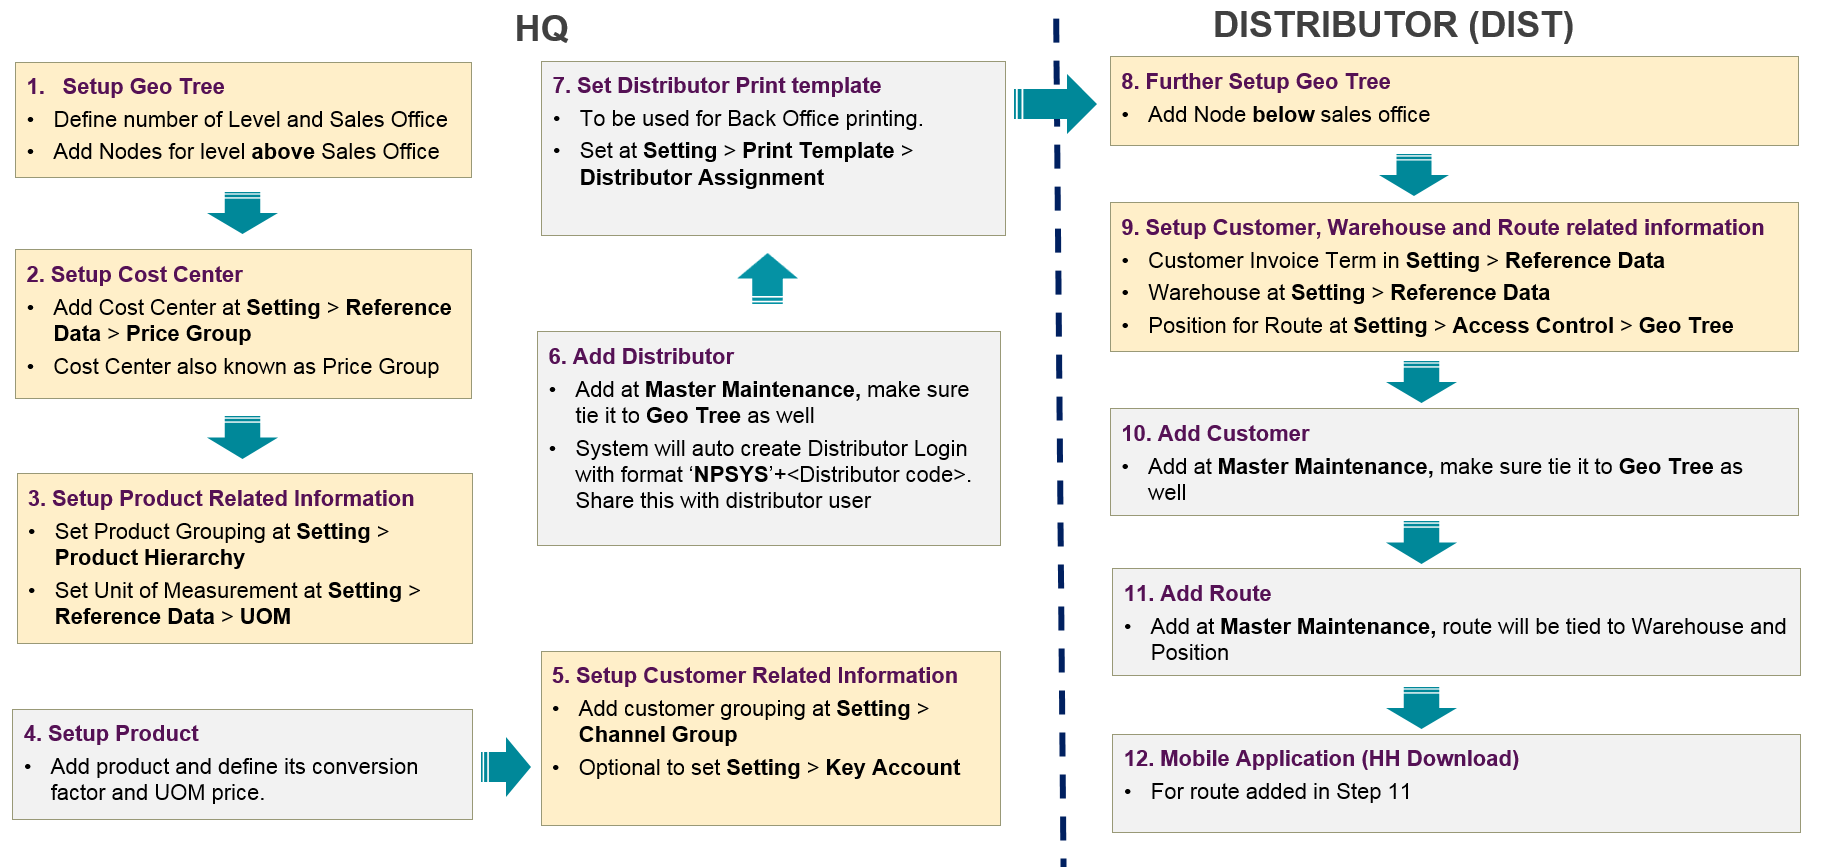 HQ
1. Setup Geo Tree
• Define number of Level and Sales Office
• Add Nodes for level above Sales Office
2. Setup Cost Center
• Add Cost Center at Setting > Reference
Data > Price Group
• Cost Center also known as Price Group
3. Setup Product Related Information
• Set Product Grouping at Setting >
Product Hierarchy
• Set Unit of Measurement at Setting >
Reference Data > UOM
4. Setup Product
• Add product and define its conversion
factor and UOM price.
5. Setup Customer Related Information
• Add customer grouping at Setting >
Channel Group
• Optional to set Setting > Key Account
6. Add Distributor
• Add at Master Maintenance, make sure
tie it to Geo Tree as well
• System will auto create Distributor Login
with format ‘NPSYS’+<Distributor code>.
Share this with distributor user
7. Set Distributor Print template
• To be used for Back Office printing.
• Set at Setting > Print Template >
Distributor Assignment
DISTRIBUTOR (DIST)
8. Further Setup Geo Tree
• Add Node below sales office
9. Setup Customer, Warehouse and Route related information
• Customer Invoice Term in Setting > Reference Data
• Warehouse at Setting > Reference Data
• Position for Route at Setting > Access Control > Geo Tree
10. Add Customer
• Add at Master Maintenance, make sure tie it to Geo Tree as
well
11. Add Route
• Add at Master Maintenance, route will be tied to Warehouse and
Position
12. Mobile Application (HH Download)
• For route added in Step 11